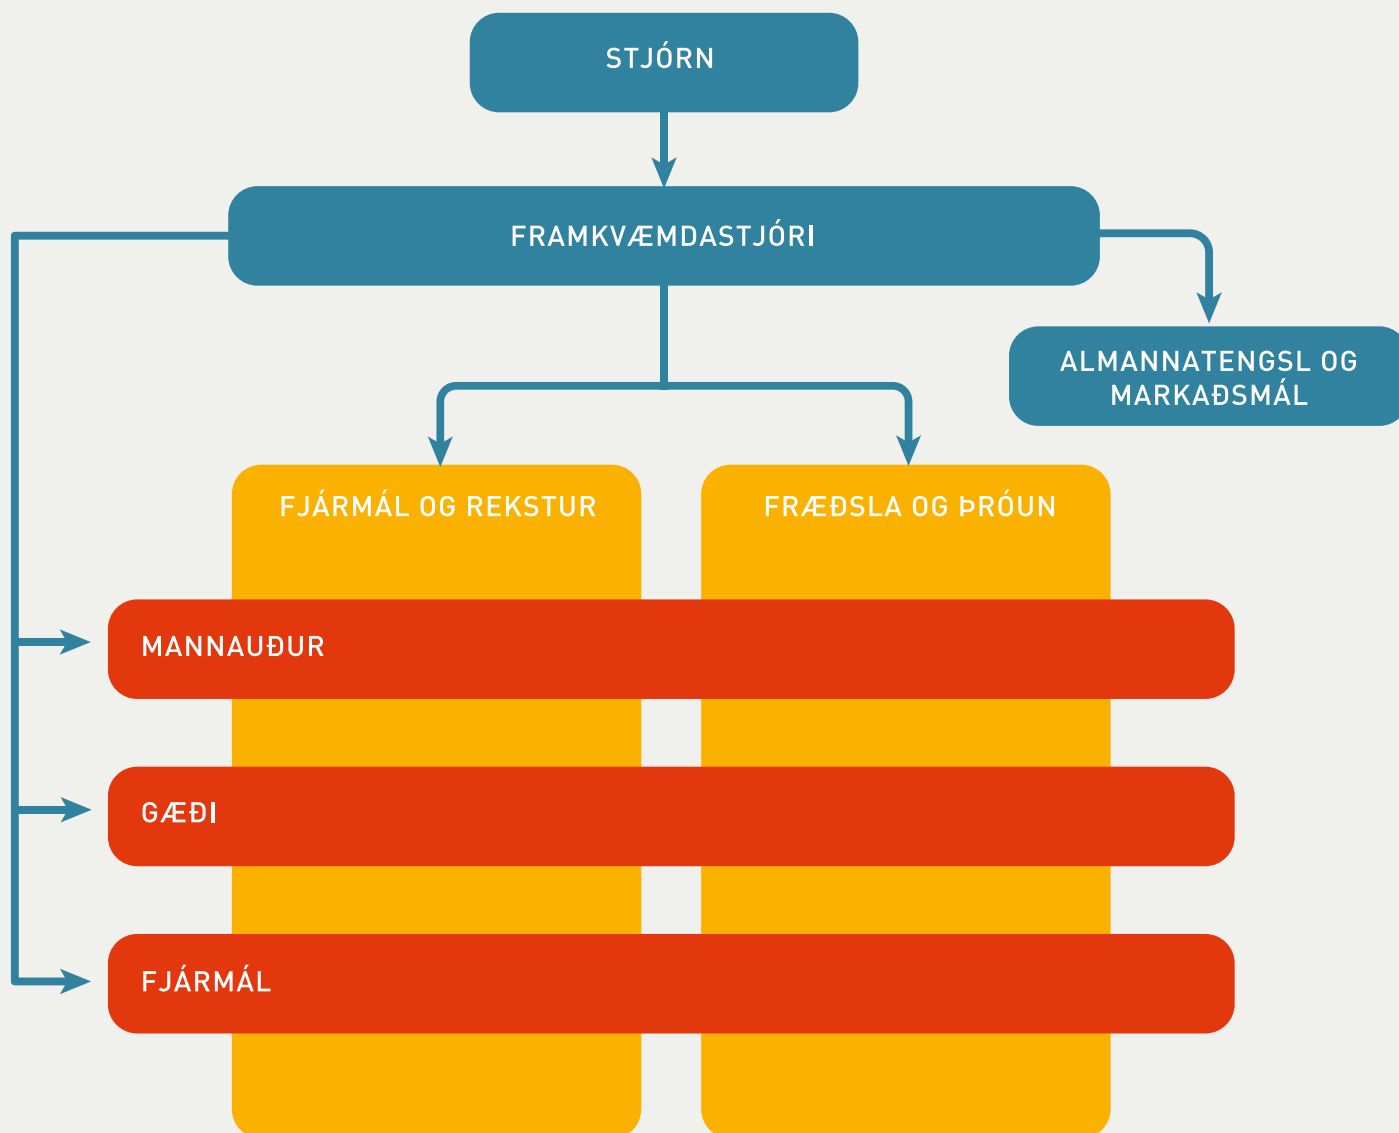 STJÓRN
FRAMKVÆMDASTJÓRI
ALMANNATENGSL OG
MARKAÐSMÁL
FJÁRMÁL OG REKSTUR
FRÆÐSLA OG ÞRÓUN
MANNAUÐUR
GÆÐI
FJÁRMÁL